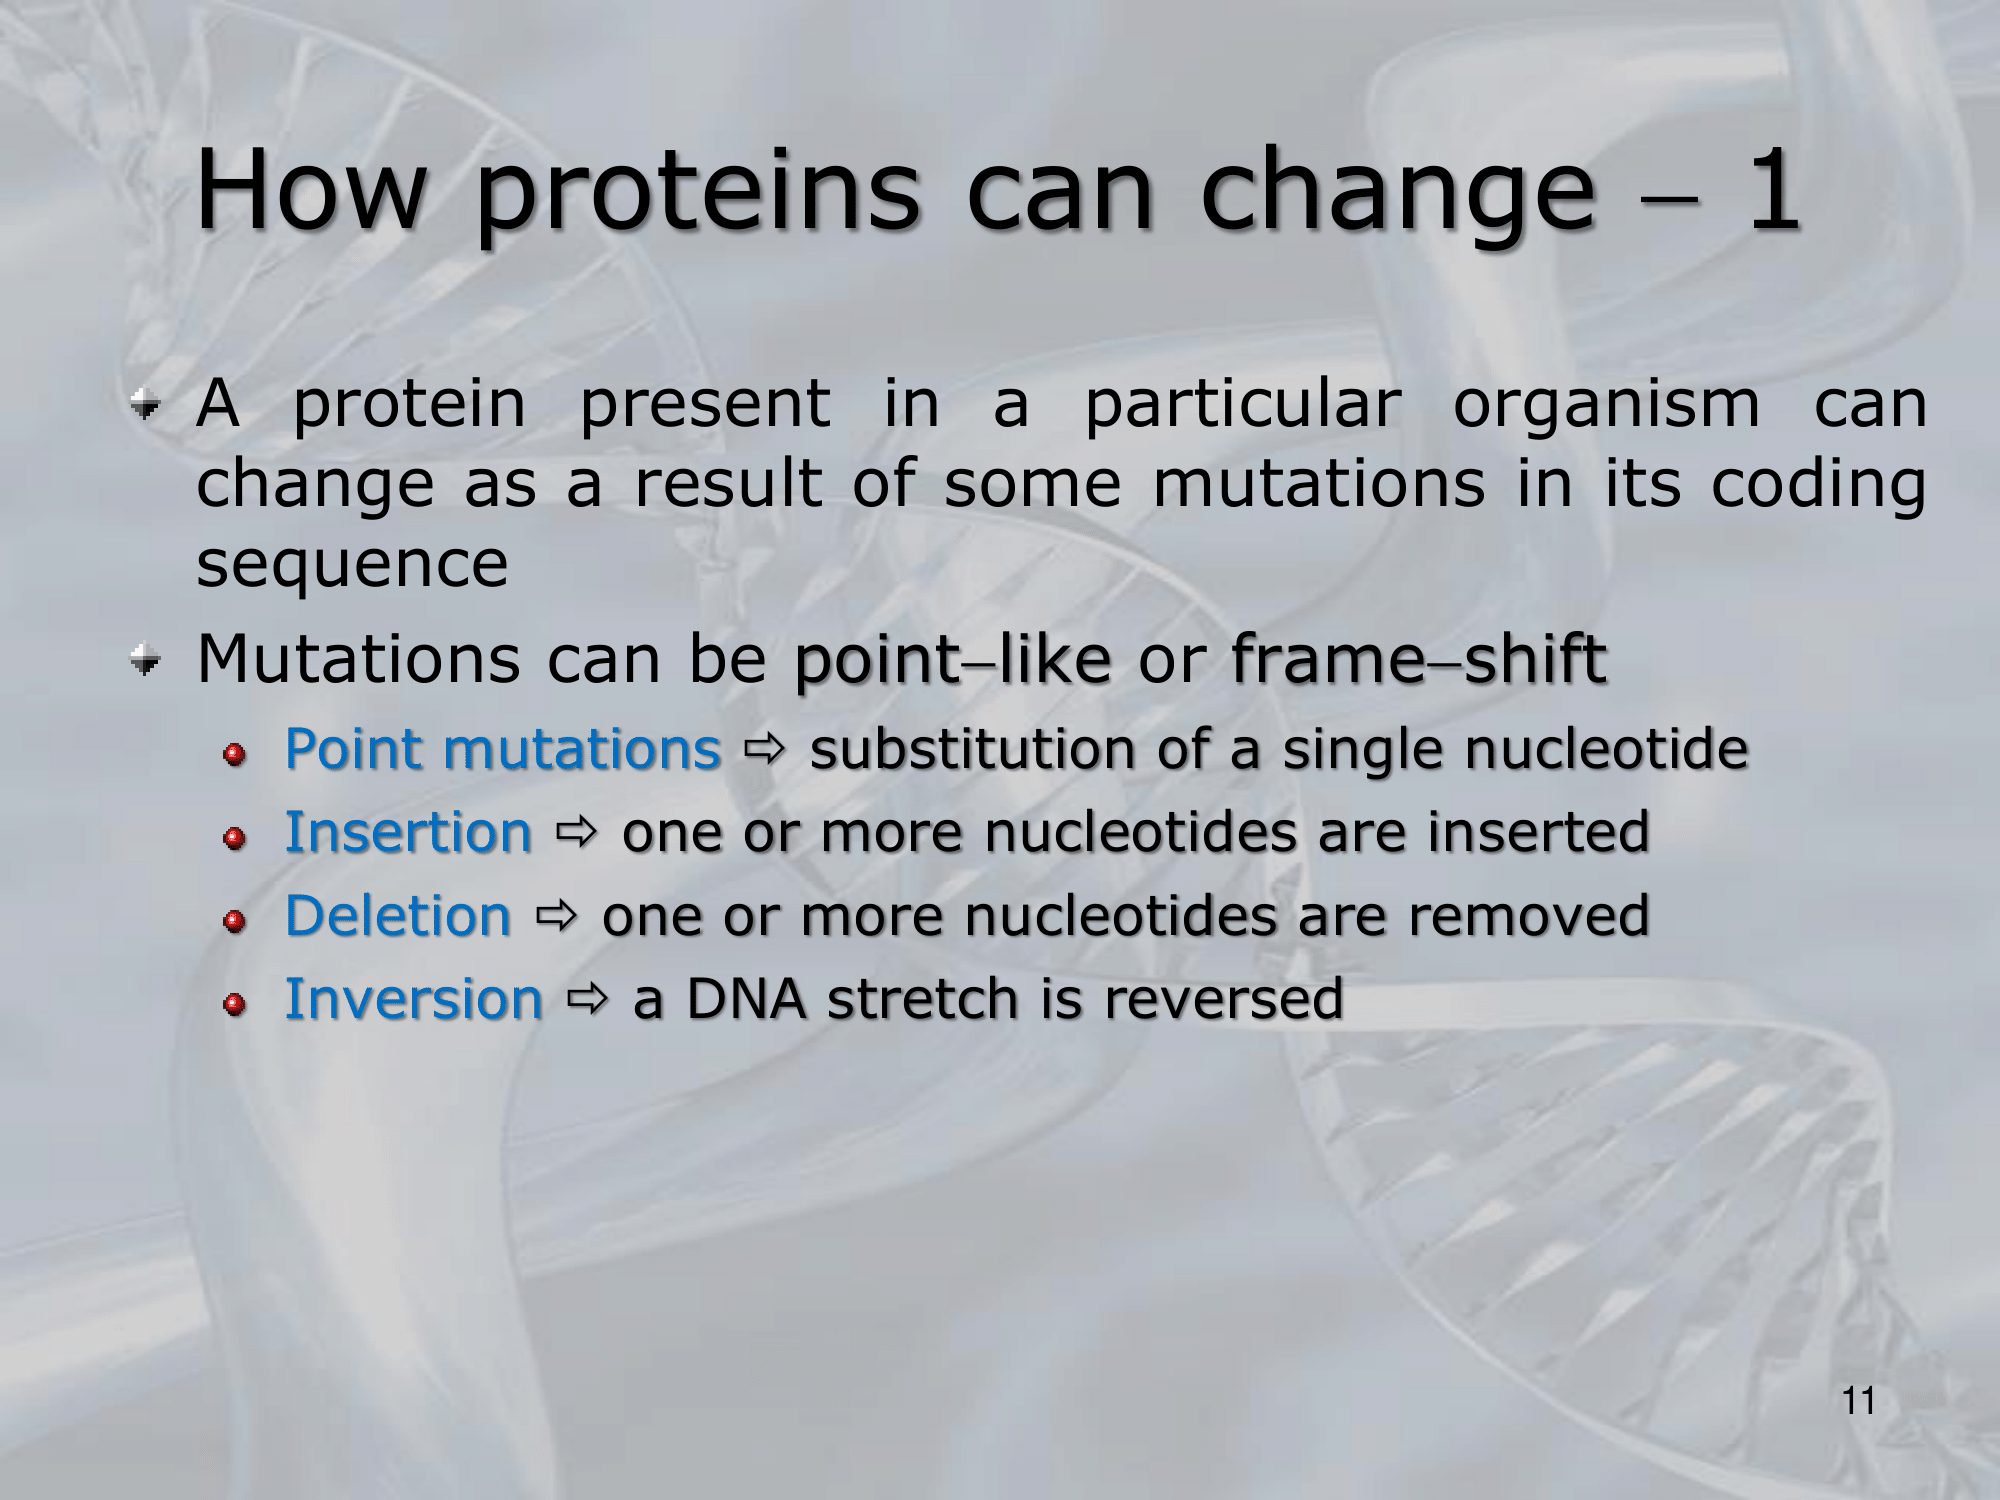 How proteins can change – 1
A protein present in a particular organism can
change as a result of some mutations in its coding
sequence
Mutations can be point–like or frame–shift
Point mutations ⇨ substitution of a single nucleotide
Insertion ⇨ one or more nucleotides are inserted
Deletion ⇨ one or more nucleotides are removed
Inversion ⇨ a DNA stretch is reversed
11